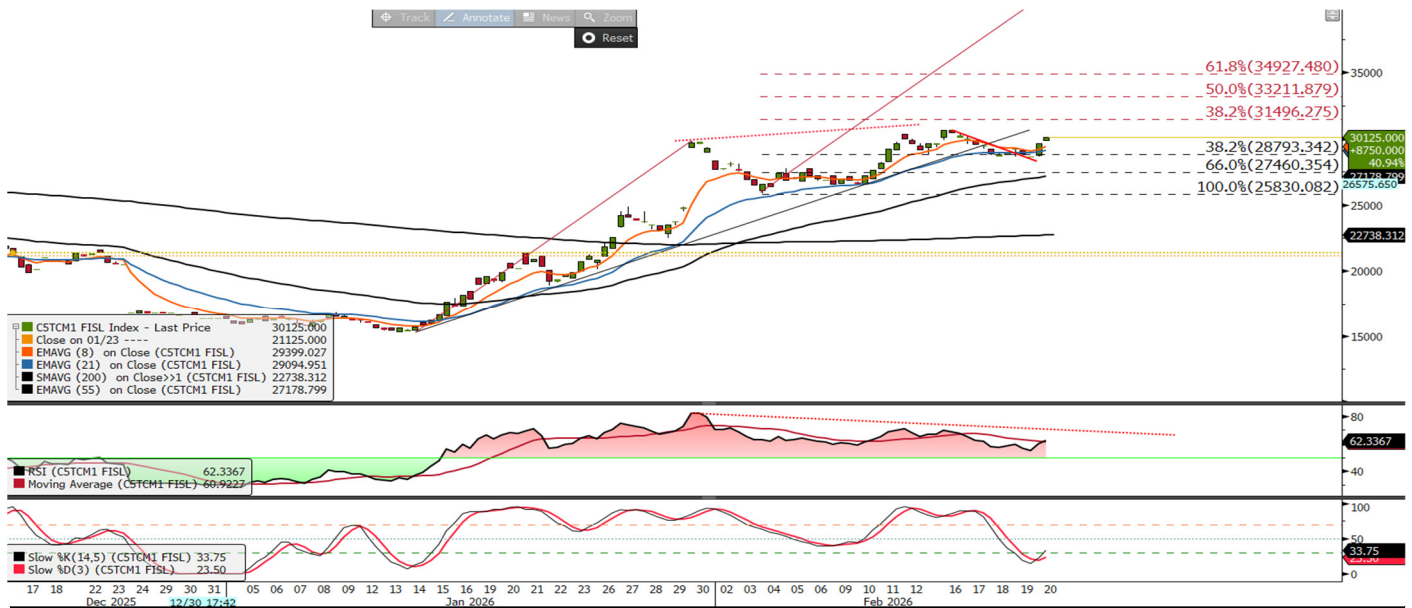 Track Annotate News Zoom
Reset
61.8%(34927.480)
50.0%(33211.879)
38.2%(31496.275)
38.2%(28793.342)
66.0%(27460.354)
100.0%(25830.082)
35000
30125.000
28750.000
40.94%
27178.799
26575.650
25000
22738.312
20000
15000
C5TCM1 FISL Index - Last Price 30125.000
Close on 01/23 ---- 21125.000
EMAVG (8) on Close (C5TCM1 FISL) 29399.027
EMAVG (21) on Close (C5TCM1 FISL) 29094.951
SMAVG (200) on Close>>1 (C5TCM1 FISL) 22738.312
EMAVG (55) on Close (C5TCM1 FISL) 27178.799
80
62.3367
40
RSI (C5TCM1 FISL) 62.3367
Moving Average (C5TCM1 FISL) 60.9227
100
50
33.75
23.50
0
Slow %K(14,5) (C5TCM1 FISL) 33.75
Slow %D(3) (C5TCM1 FISL) 23.50
17 18 22 23 24 29 30 31 05 06 07 08 09 12 13 14 15 16 19 20 21 22 23 26 27 28 29 30 02 03 04 05 06 09 10 11 12 16 17 18 19 20
Dec 2025 12/30 17:42 Jan 2026 Feb 2026